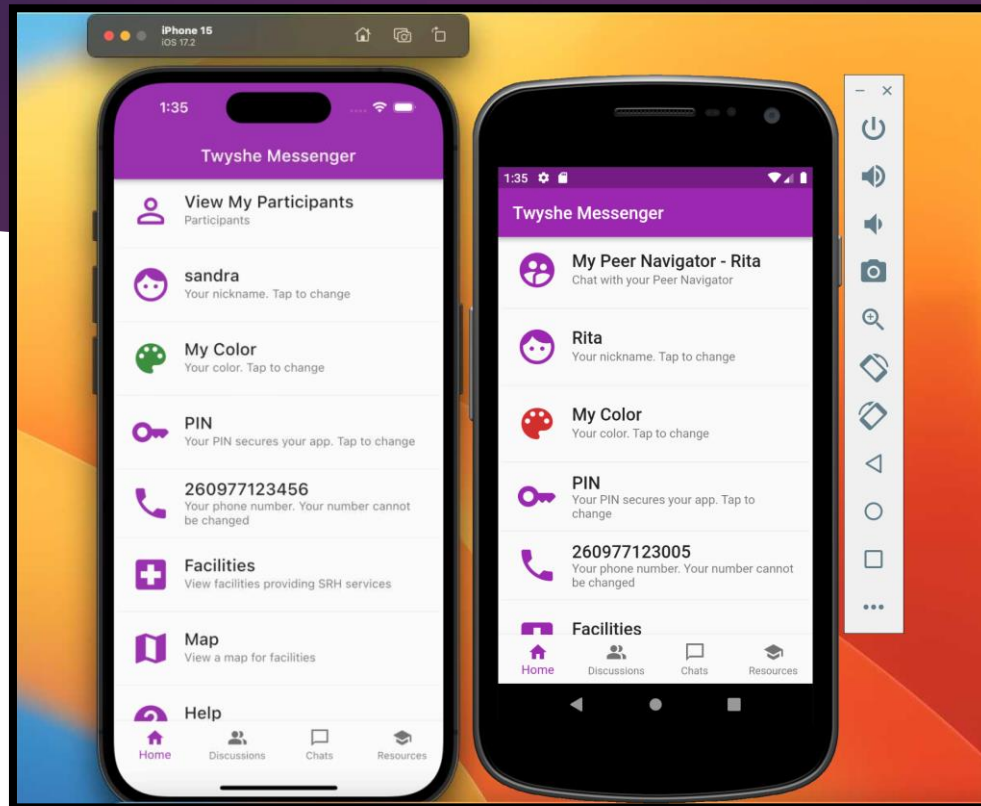 iPhone 15
iOS 17.2
1:35
Twyshe Messenger
View My Participants
Participants
sandra
Your nickname. Tap to change
My Color
Your color. Tap to change
PIN
Your PIN secures your app. Tap to change
260977123456
Your phone number. Your number cannot
be changed
Facilities
View facilities providing SRH services
Map
View a map for facilities
Help
Home
Discussions
Chats
Resources
1:35
Twyshe Messenger
My Peer Navigator - Rita
Chat with your Peer Navigator
Rita
Your nickname. Tap to change
My Color
Your color. Tap to change
PIN
Your PIN secures your app. Tap to
change
260977123005
Your phone number. Your number cannot
be changed
Facilities
Home
Discussions
Chats
Resources